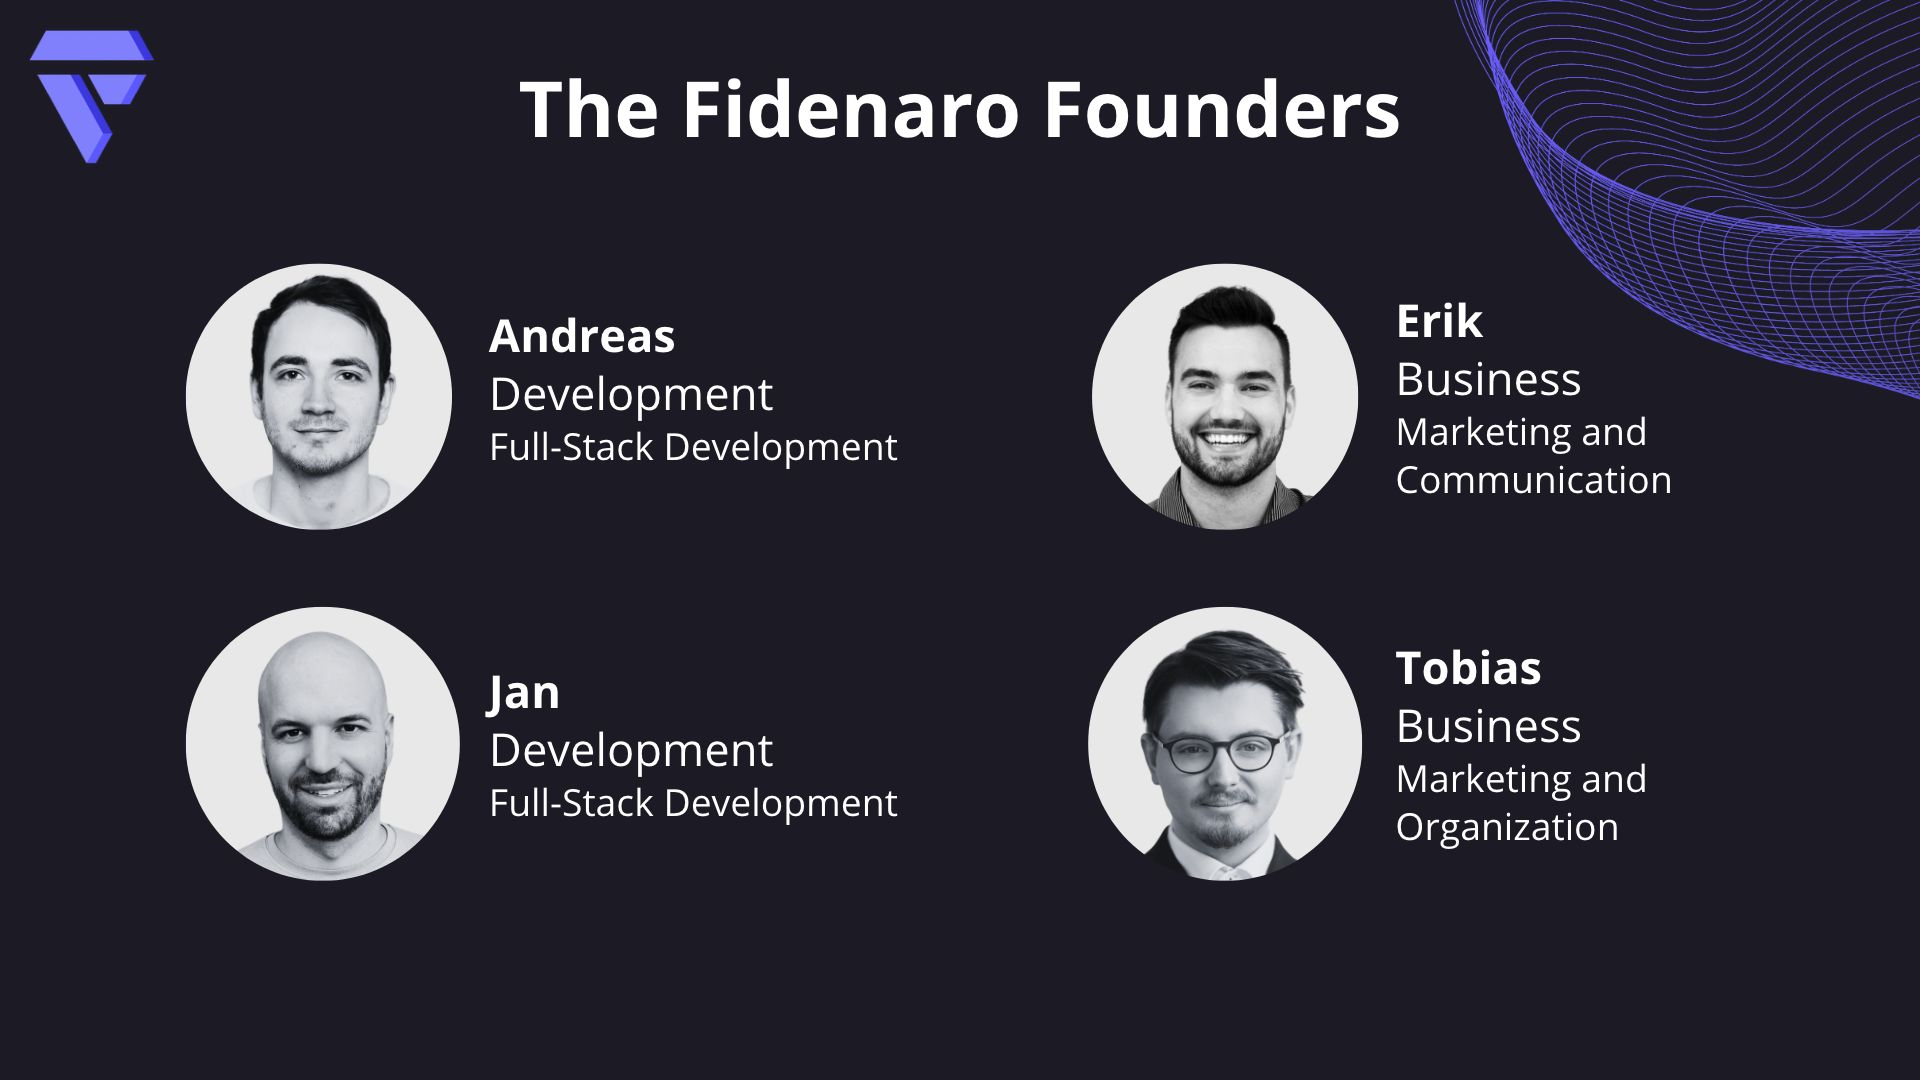 The Fidenaro Founders
Andreas
Development
Full-Stack Development
Erik
Business
Marketing and
Communication
Jan
Development
Full-Stack Development
Tobias
Business
Marketing and
Organization